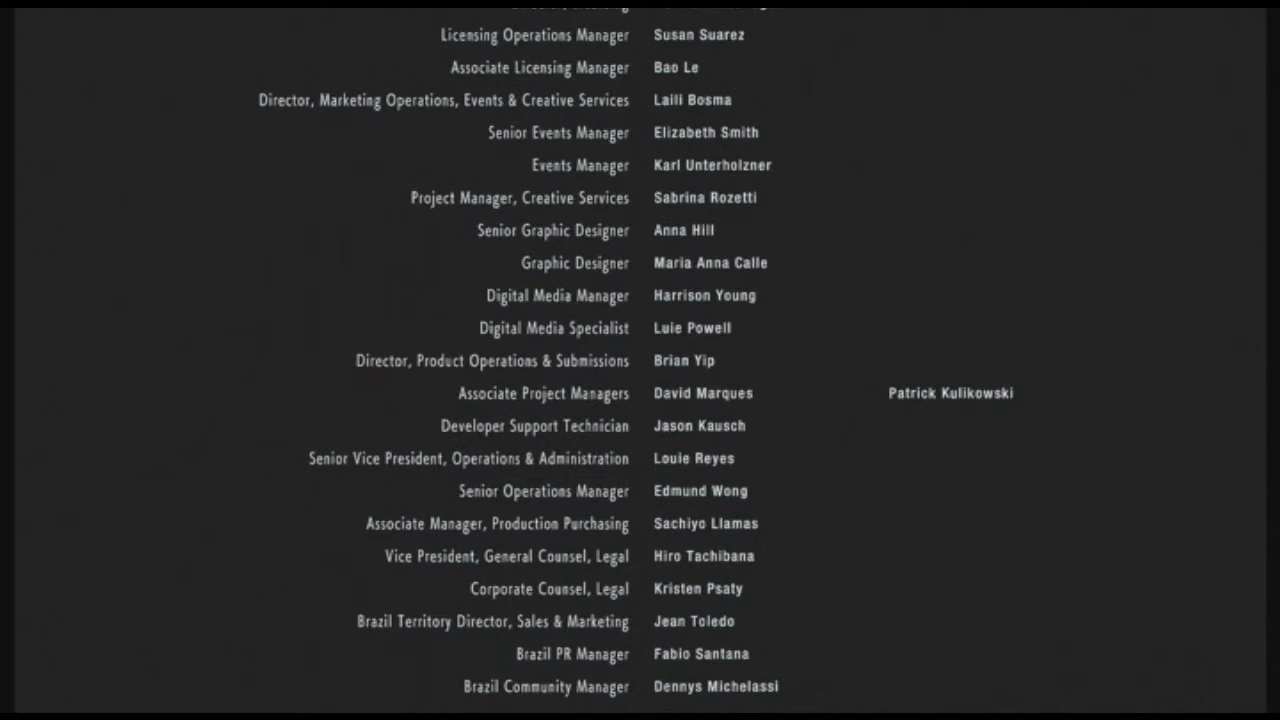 Licensing Operations Manager Susan Suarez
Associate Licensing Manager Bao Le
Director, Marketing Operations, Events & Creative Services Laili Bosma
Senior Events Manager Elizabeth Smith
Events Manager Karl Unterholzner
Project Manager, Creative Services Sabrina Rozetti
Senior Graphic Designer Anna Hill
Graphic Designer Maria Anna Calle
Digital Media Manager Harrison Young
Digital Media Specialist Luie Powell
Director, Product Operations & Submissions Brian Yip
Associate Project Managers David Marques Patrick Kulikowski
Developer Support Technician Jason Kausch
Senior Vice President, Operations & Administration Louie Reyes
Senior Operations Manager Edmund Wong
Associate Manager, Production Purchasing Sachiyo Llamas
Vice President, General Counsel, Legal Hiro Tachibana
Corporate Counsel, Legal Kristen Psaty
Brazil Territory Director, Sales & Marketing Jean Toledo
Brazil PR Manager Fabio Santana
Brazil Community Manager Dennys Michelassi